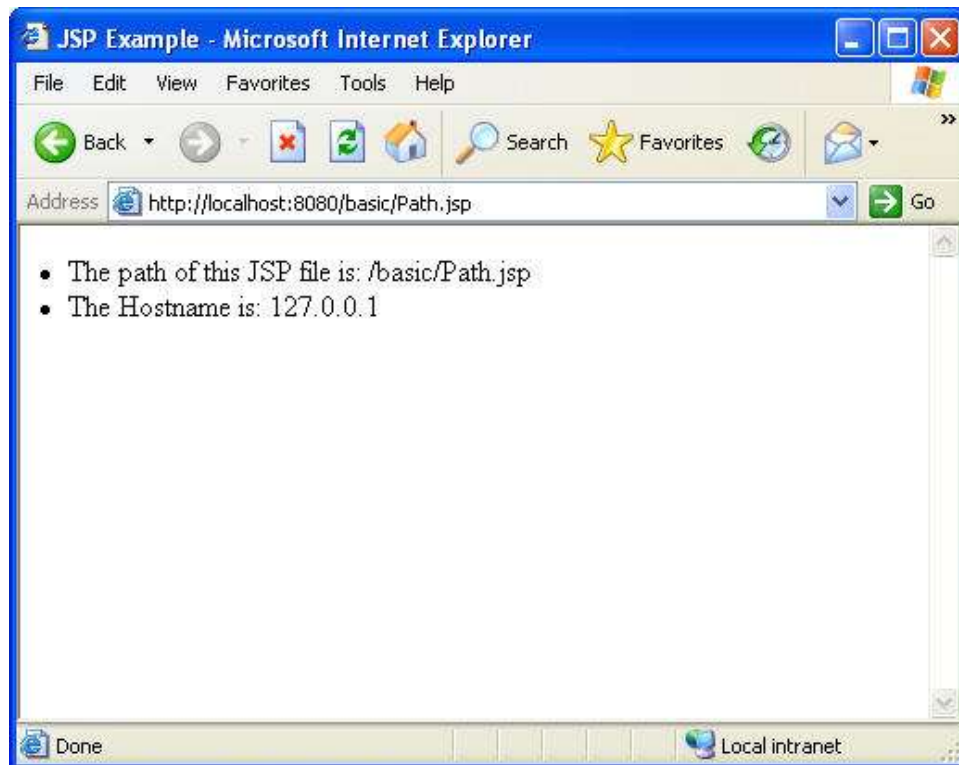 JSP Example - Microsoft Internet Explorer
File Edit View Favorites Tools Help
Back Search Favorites »
Address http://localhost:8080/basic/Path.jsp Go
• The path of this JSP file is: /basic/Path.jsp
• The Hostname is: 127.0.0.1
Done Local intranet